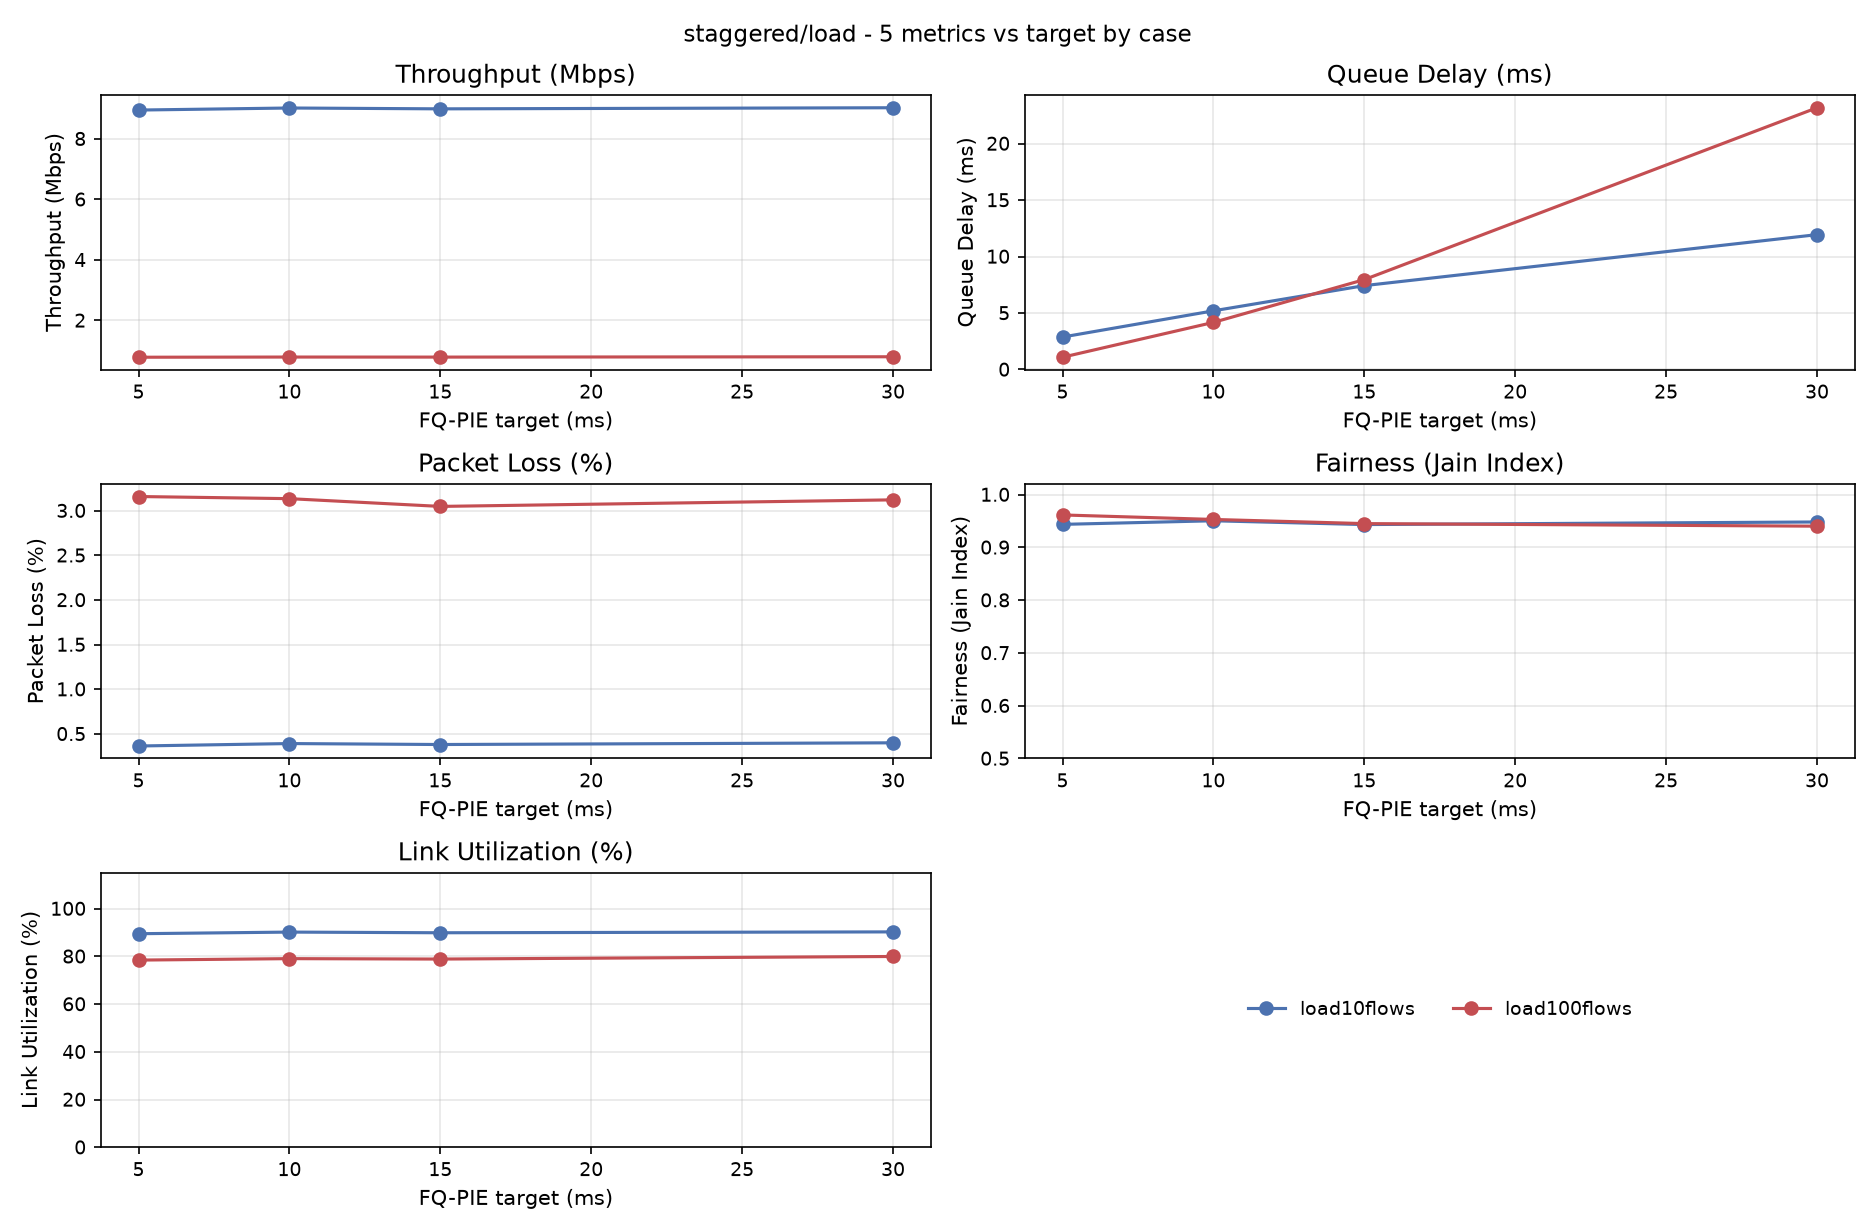 staggered/load - 5 metrics vs target by case
Throughput (Mbps)
Throughput (Mbps)
8
6
4
2
5 10 15 20 25 30
FQ-PIE target (ms)
Queue Delay (ms)
Queue Delay (ms)
20
15
10
5
0
5 10 15 20 25 30
FQ-PIE target (ms)
Packet Loss (%)
Packet Loss (%)
3.0
2.5
2.0
1.5
1.0
0.5
5 10 15 20 25 30
FQ-PIE target (ms)
Fairness (Jain Index)
Fairness (Jain Index)
1.0
0.9
0.8
0.7
0.6
0.5
5 10 15 20 25 30
FQ-PIE target (ms)
Link Utilization (%)
Link Utilization (%)
100
80
60
40
20
0
5 10 15 20 25 30
FQ-PIE target (ms)
load10flows load100flows